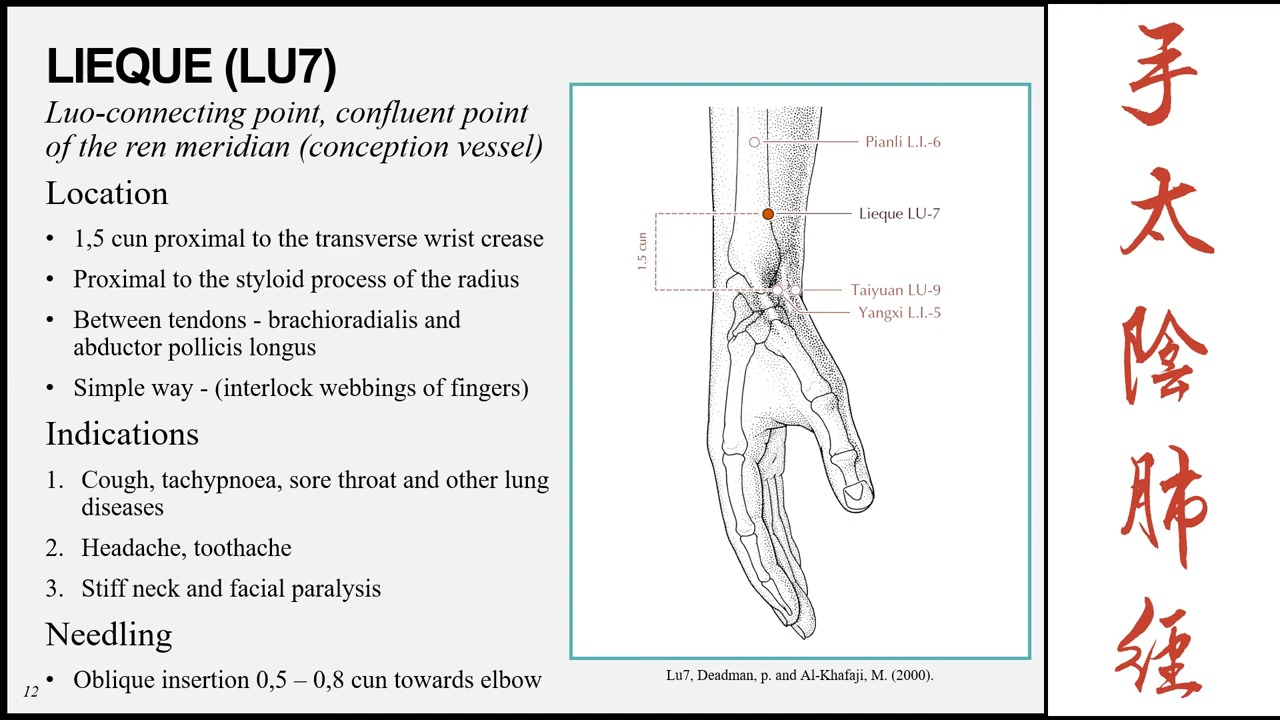 LIEQUE (LU7)
Luo-connecting point, confluent point
of the ren meridian (conception vessel)
Location
• 1,5 cun proximal to the transverse wrist crease
• Proximal to the styloid process of the radius
• Between tendons - brachioradialis and
abductor pollicis longus
• Simple way - (interlock webbings of fingers)
Indications
1. Cough, tachypnoea, sore throat and other lung
diseases
2. Headache, toothache
3. Stiff neck and facial paralysis
Needling
• Oblique insertion 0,5 – 0,8 cun towards elbow
12
Pianli L.I.-6
Lieque LU-7
1.5 cun
Taiyuan LU-9
Yangxi L.I.-5
Lu7, Deadman, p. and Al-Khafaji, M. (2000).
手
太
陰
肺
經